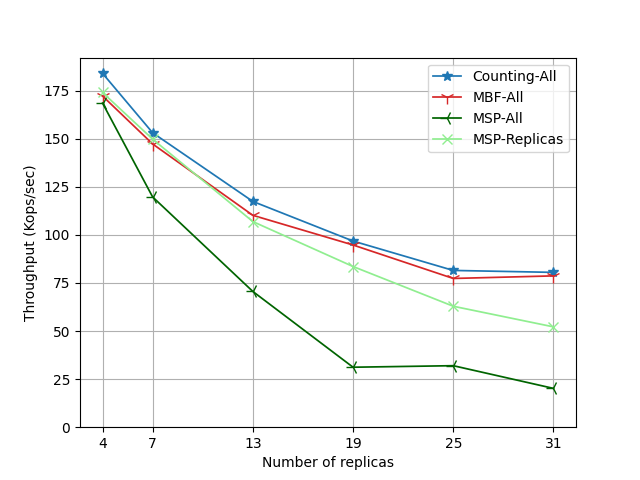 Counting-All
MBF-All
MSP-All
MSP-Replicas
Throughput (Kops/sec)
175
150
125
100
75
50
25
0
4 7 13 19 25 31
Number of replicas